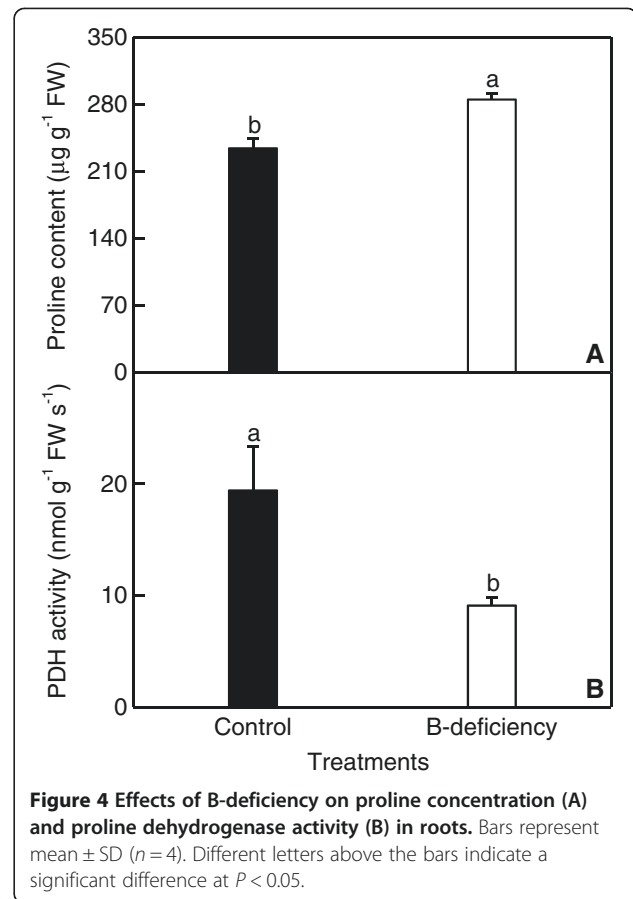 350
280
210
140
70
0
Proline content (µg g⁻¹ FW)
b
a
A
20
10
0
PDH activity (nmol g⁻¹ FW s⁻¹)
a
b
B
Control B-deficiency
Treatments
Figure 4 Effects of B-deficiency on proline concentration (A)
and proline dehydrogenase activity (B) in roots. Bars represent
mean ± SD (n = 4). Different letters above the bars indicate a
significant difference at P < 0.05.